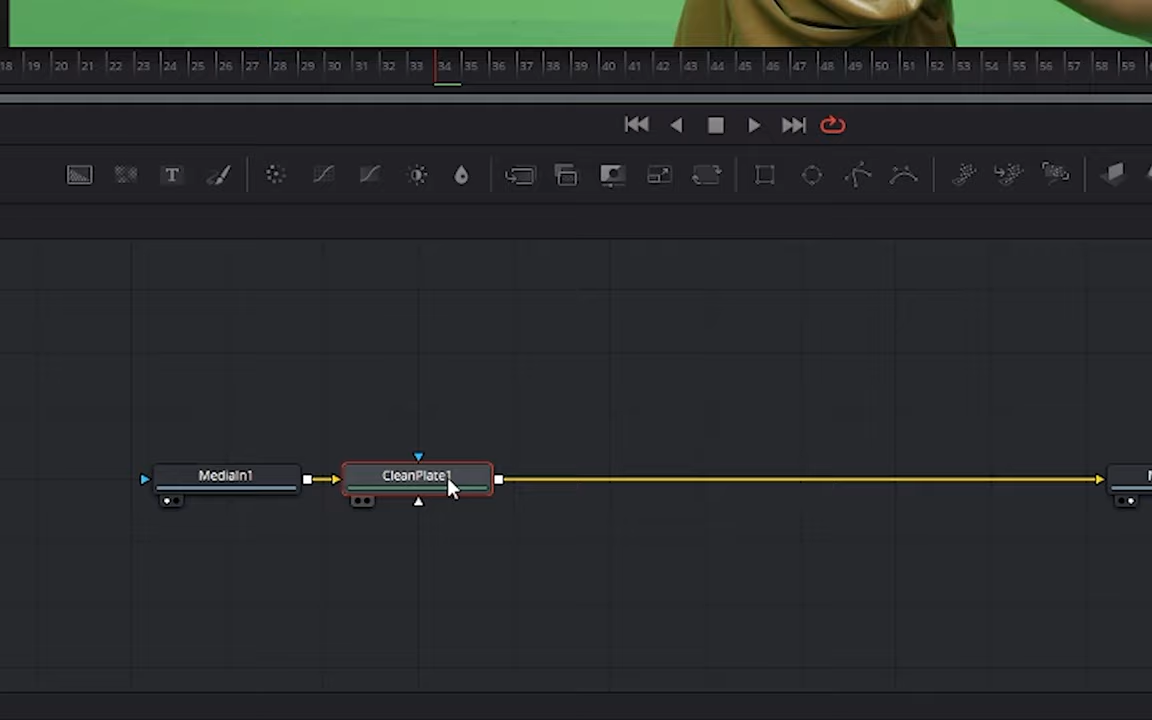 18 19 20 21 22 23 24 25 26 27 28 29 30 31 32 33 34 35 36 37 38 39 40 41 42 43 44 45 46 47 48 49 50 51 52 53 54 55 56 57 58 59
T
MediaIn1 CleanPlate1